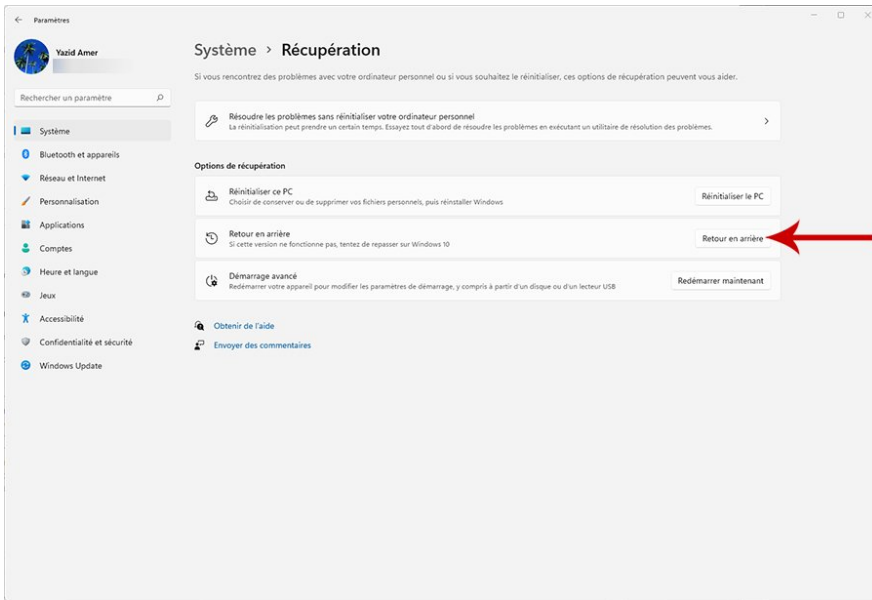 Paramètres
Yazid Amer
Rechercher un paramètre
Système
Bluetooth et appareils
Réseau et Internet
Personnalisation
Applications
Comptes
Heure et langue
Jeux
Accessibilité
Confidentialité et sécurité
Windows Update
Système > Récupération
Si vous rencontrez des problèmes avec votre ordinateur personnel ou si vous souhaitez le réinitialiser, ces options de récupération peuvent vous aider.
Résoudre les problèmes sans réinitialiser votre ordinateur personnel
La réinitialisation peut prendre un certain temps. Essayez tout d'abord de résoudre les problèmes en exécutant un utilitaire de résolution des problèmes.
Options de récupération
Réinitialiser ce PC
Choisir de conserver ou de supprimer vos fichiers personnels, puis réinstaller Windows
Réinitialiser le PC
Retour en arrière
Si cette version ne fonctionne pas, tentez de repasser sur Windows 10
Retour en arrière
Démarrage avancé
Redémarrer votre appareil pour modifier les paramètres de démarrage, y compris à partir d'un disque ou d'un lecteur USB
Redémarrer maintenant
Obtenir de l'aide
Envoyer des commentaires